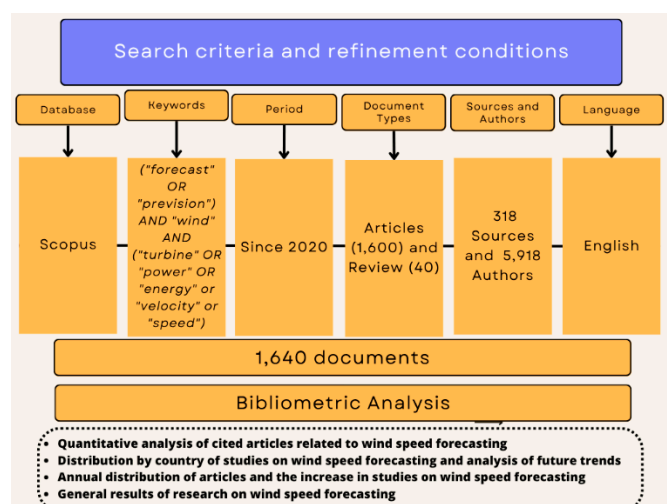 Search criteria and refinement conditions
Database
Keywords
Period
Document
Types
Sources and
Authors
Language
Scopus
("forecast"
OR
"prevision")
AND "wind"
AND
("turbine" OR
"power" OR
"energy" or
"velocity" or
"speed")
Since 2020
Articles
(1,600) and
Review (40)
318
Sources
and 5,918
Authors
English
1,640 documents
Bibliometric Analysis
• Quantitative analysis of cited articles related to wind speed forecasting
• Distribution by country of studies on wind speed forecasting and analysis of future trends
• Annual distribution of articles and the increase in studies on wind speed forecasting
• General results of research on wind speed forecasting